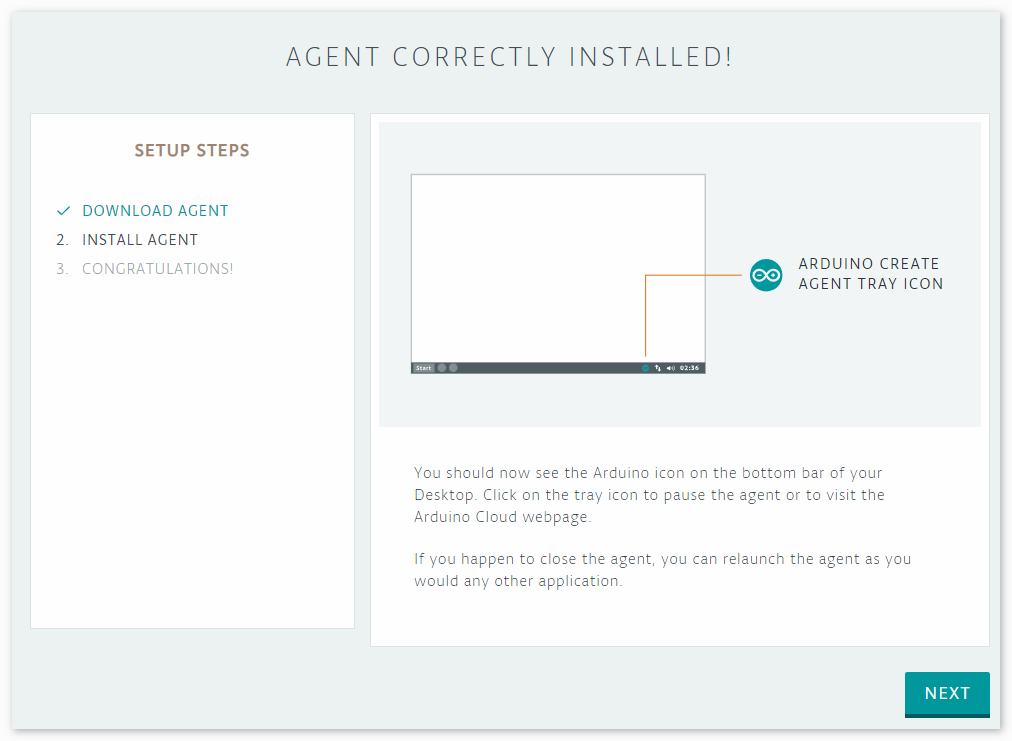 AGENT CORRECTLY INSTALLED!
SETUP STEPS
DOWNLOAD AGENT
2. INSTALL AGENT
3. CONGRATULATIONS!
ARDUINO CREATE
AGENT TRAY ICON
Start
02:36
You should now see the Arduino icon on the bottom bar of your
Desktop. Click on the tray icon to pause the agent or to visit the
Arduino Cloud webpage.
If you happen to close the agent, you can relaunch the agent as you
would any other application.
NEXT